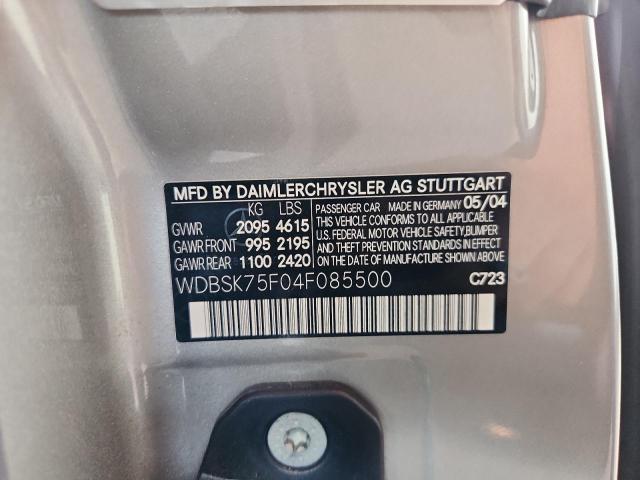 MFD BY DAIMLERCHRYSLER AG STUTTGART
KG LBS
GVWR 2095 4615
GAWR FRONT 995 2195
GAWR REAR 1100 2420
PASSENGER CAR MADE IN GERMANY 05/04
THIS VEHICLE CONFORMS TO ALL APPLICABLE
U.S. FEDERAL MOTOR VEHICLE SAFETY,BUMPER
AND THEFT PREVENTION STANDARDS IN
EFFECT ON THE DATE OF MANUFACTURE SHOWN ABOVE
WDBSK75F04F085500
C723